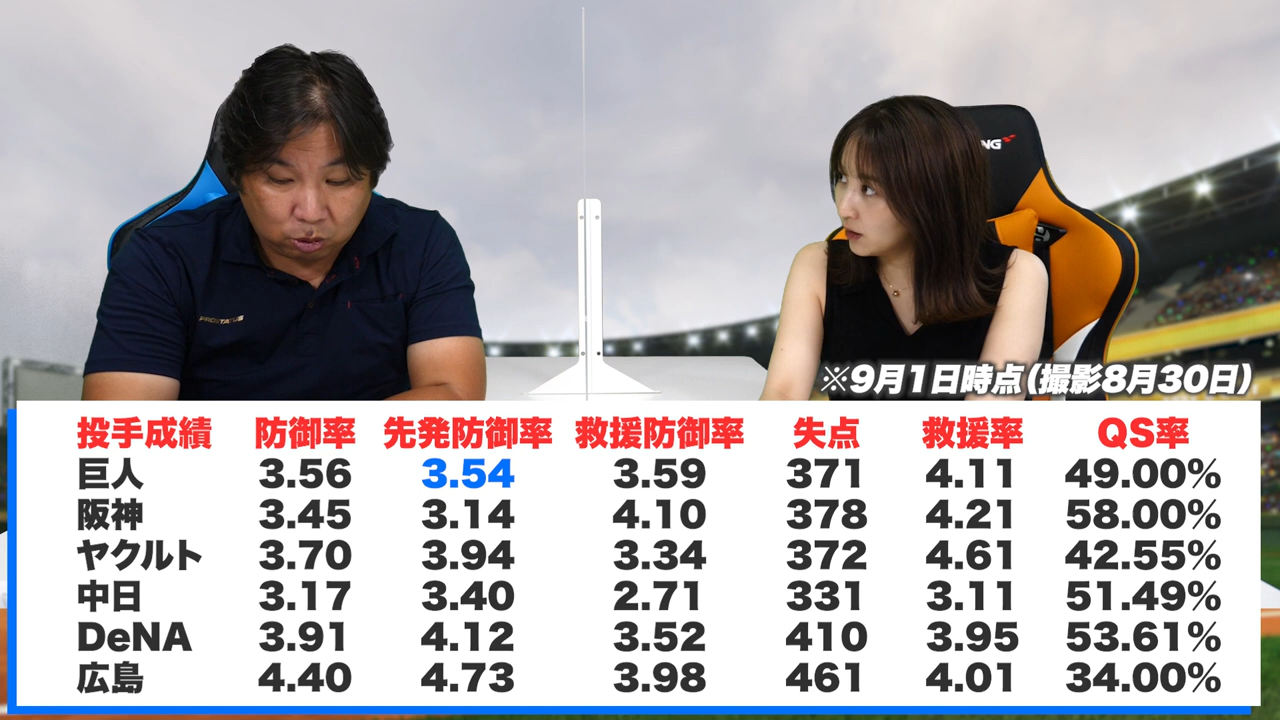 NG
PROSTATUS
※9月1日時点(撮影8月30日)
投手成績 防御率 先発防御率 救援防御率 失点 救援率 QS率
巨人 3.56 3.54 3.59 371 4.11 49.00%
阪神 3.45 3.14 4.10 378 4.21 58.00%
ヤクルト 3.70 3.94 3.34 372 4.61 42.55%
中日 3.17 3.40 2.71 331 3.11 51.49%
DeNA 3.91 4.12 3.52 410 3.95 53.61%
広島 4.40 4.73 3.98 461 4.01 34.00%